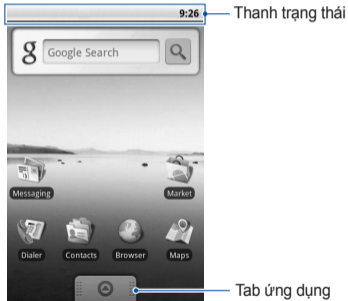 9:26
Thanh trạng thái
g
Google Search
Messaging
Market
Dialer
Contacts
Browser
Maps
Tab ứng dụng